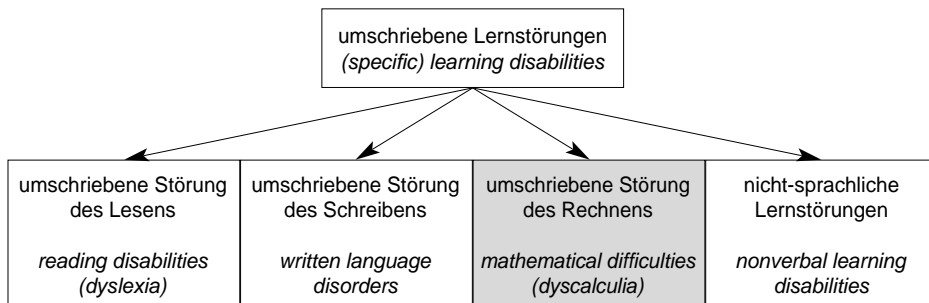 umschriebene Lernstörungen
(specific) learning disabilities
umschriebene Störung
des Lesens
reading disabilities
(dyslexia)
umschriebene Störung
des Schreibens
written language
disorders
umschriebene Störung
des Rechnens
mathematical difficulties
(dyscalculia)
nicht-sprachliche
Lernstörungen
nonverbal learning
disabilities